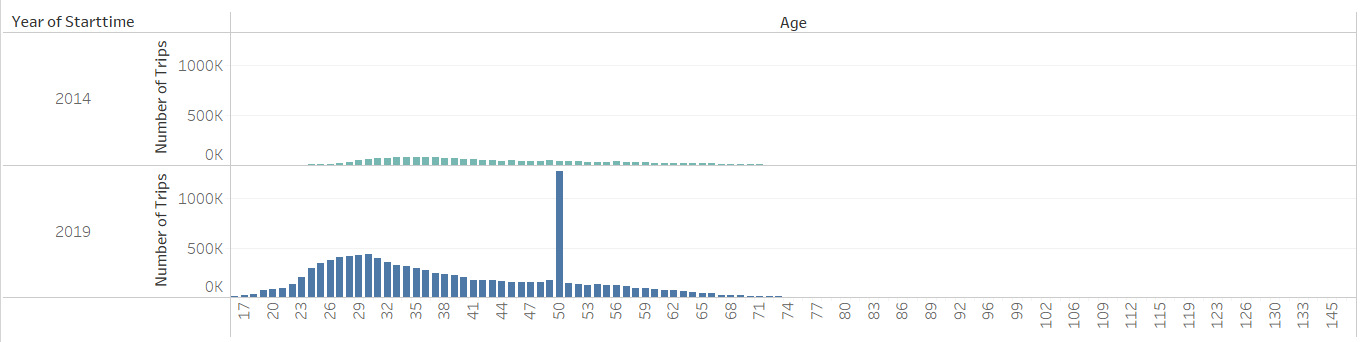 Year of Starttime
Age
2014
Number of Trips
1000K
500K
0K
2019
Number of Trips
1000K
500K
0K
17 20 23 26 29 32 35 38 41 44 47 50 53 56 59 62 65 68 71 74 77 80 83 86 89 92 96 99 102 106 109 112 115 119 123 126 130 133 145